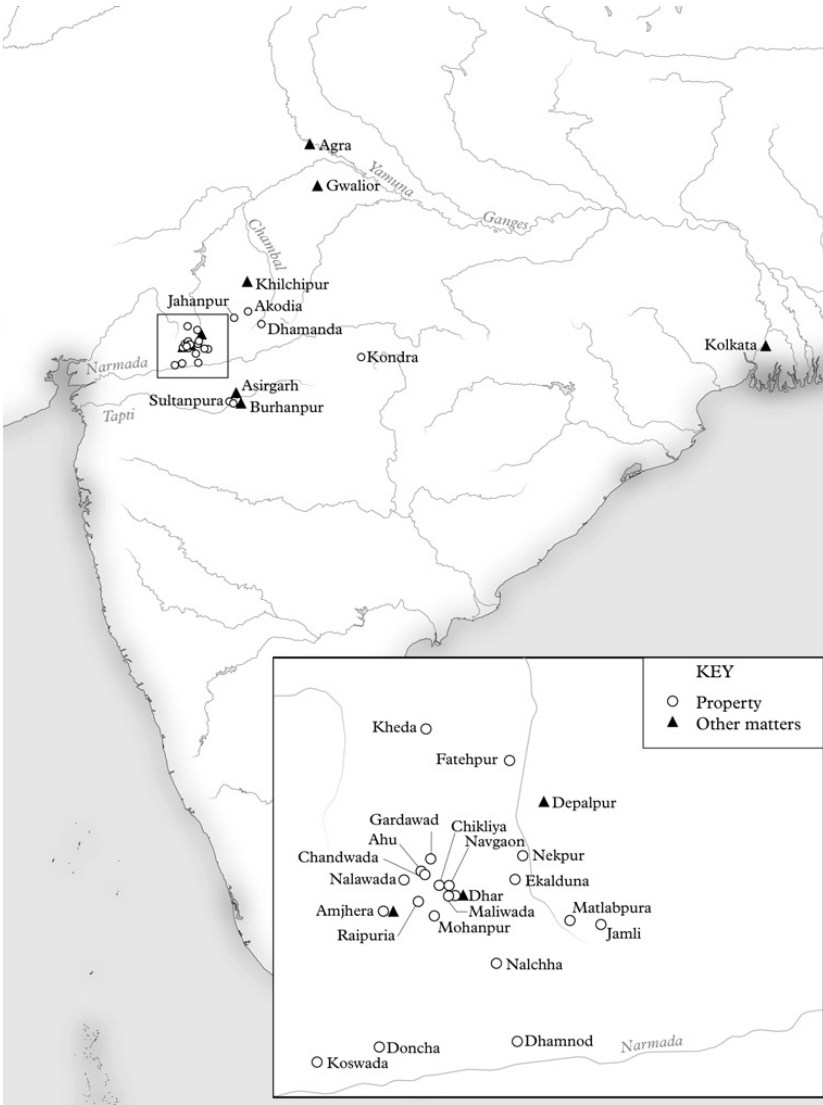 Agra
Yamuna
Gwalior
Ganges
Chambal
Khilchipur
Jahanpur
Akodia
Dhamanda
Kolkata
Kondra
Narmada
Asirgarh
Sultanpura
Burhanpur
Tapti
KEY
Property
Other matters
Kheda
Fatehpur
Depalpur
Gardawad
Chikliya
Ahu
Navgaon
Chandwada
Nekpur
Nalawada
Ekalduna
Dhar
Amjhera
Maliwada
Matlabpura
Mohanpur
Raipuria
Jamli
Nalchha
Doncha
Dhamnod
Narmada
Koswada